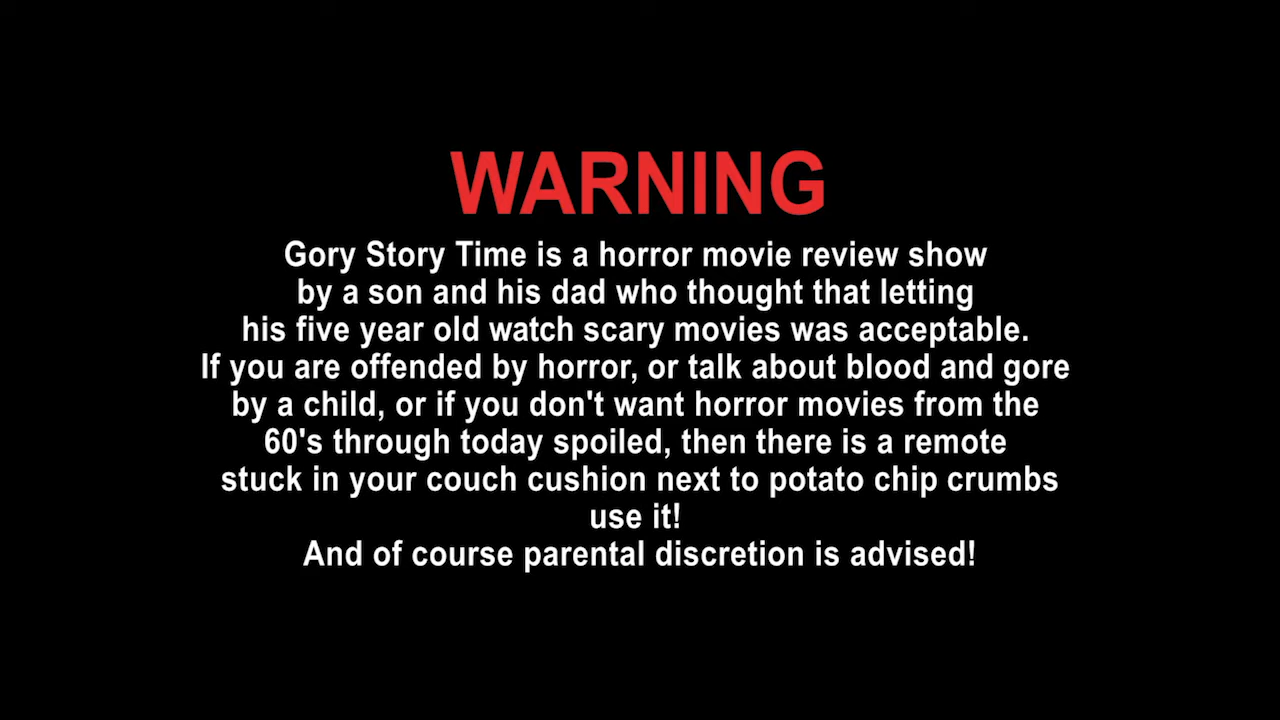 WARNING
Gory Story Time is a horror movie review show
by a son and his dad who thought that letting
his five year old watch scary movies was acceptable.
If you are offended by horror, or talk about blood and gore
by a child, or if you don't want horror movies from the
60's through today spoiled, then there is a remote
stuck in your couch cushion next to potato chip crumbs
use it!
And of course parental discretion is advised!